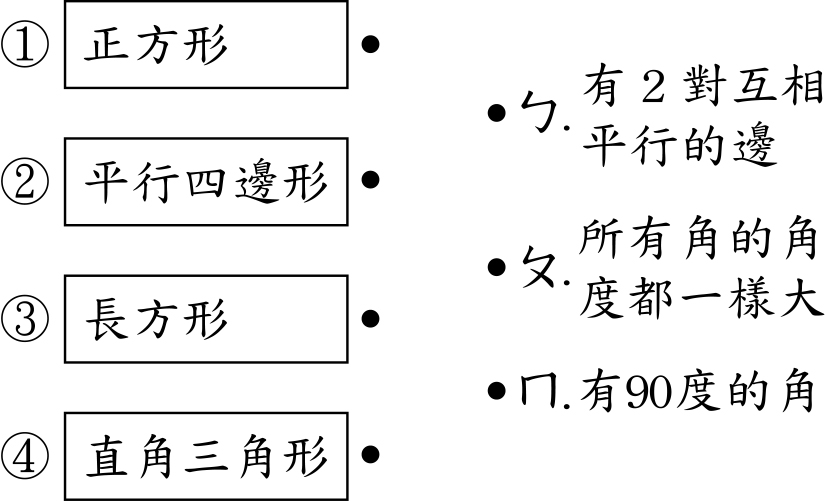 ① 正方形
② 平行四邊形
③ 長方形
④ 直角三角形
ㄅ. 有 2 對互相
平行的邊
ㄆ. 所有角的角
度都一樣大
ㄇ. 有90度的角